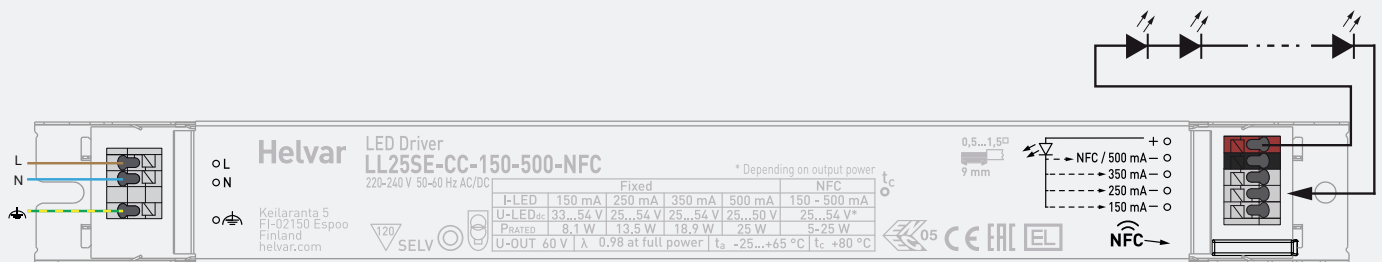 L
N
L
N
Helvar
Keilaranta 5
FI-02150 Espoo
Finland
helvar.com
LED Driver
LL25SE-CC-150-500-NFC
220-240 V 50-60 Hz AC/DC
* Depending on output power
Fixed NFC
I-LED 150 mA 250 mA 350 mA 500 mA 150 - 500 mA
U-LEDdc 33...54 V 25...54 V 25...54 V 25...50 V 25...54 V*
PRATED 8,1 W 13,5 W 18,9 W 25 W 5-25 W
U-OUT 60 V λ 0.98 at full power ta -25...+65 °C tc +80 °C
120
SELV
tc
05
CE EAC EL
0,5...1,5
9 mm
+
NFC / 500 mA –
350 mA –
250 mA –
150 mA –
NFC